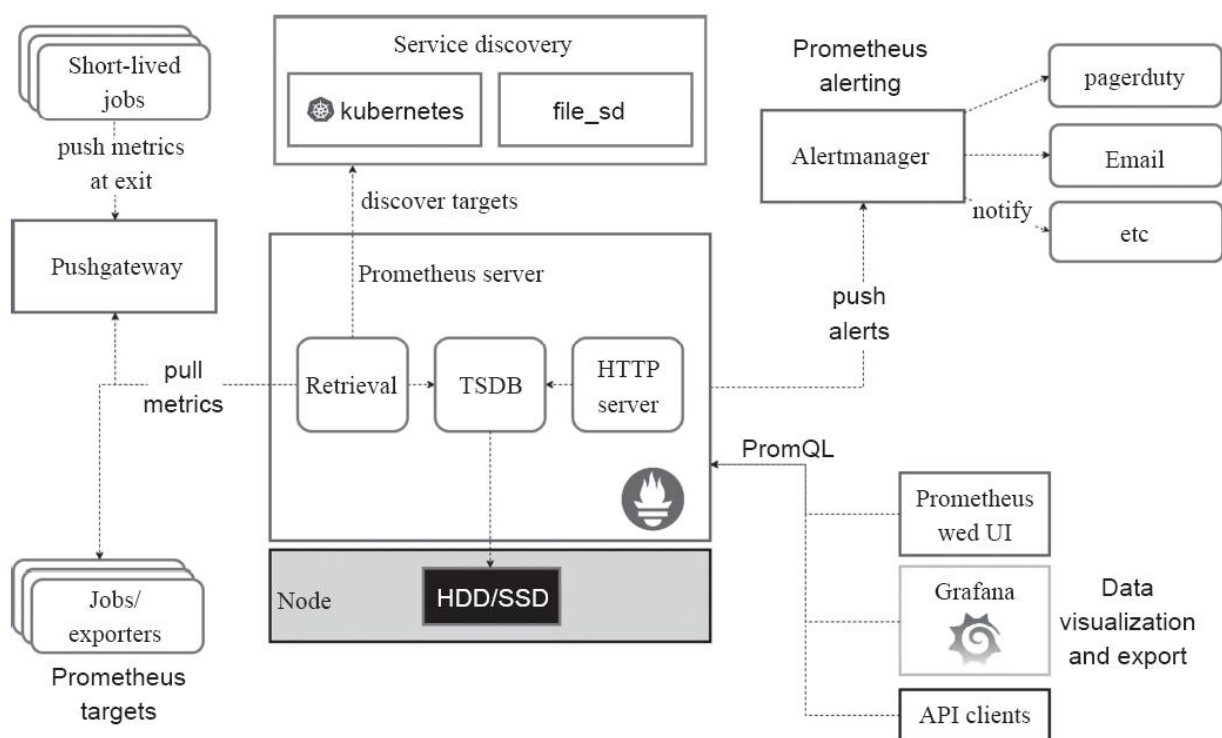 Short-lived
jobs
push metrics
at exit
Pushgateway
pull
metrics
Jobs/
exporters
Prometheus
targets
Service discovery
kubernetes
file_sd
discover targets
Prometheus server
Retrieval
TSDB
HTTP
server
Node
HDD/SSD
Prometheus
alerting
Alertmanager
pagerduty
Email
notify
etc
push
alerts
PromQL
Prometheus
wed UI
Grafana
Data
visualization
and export
API clients